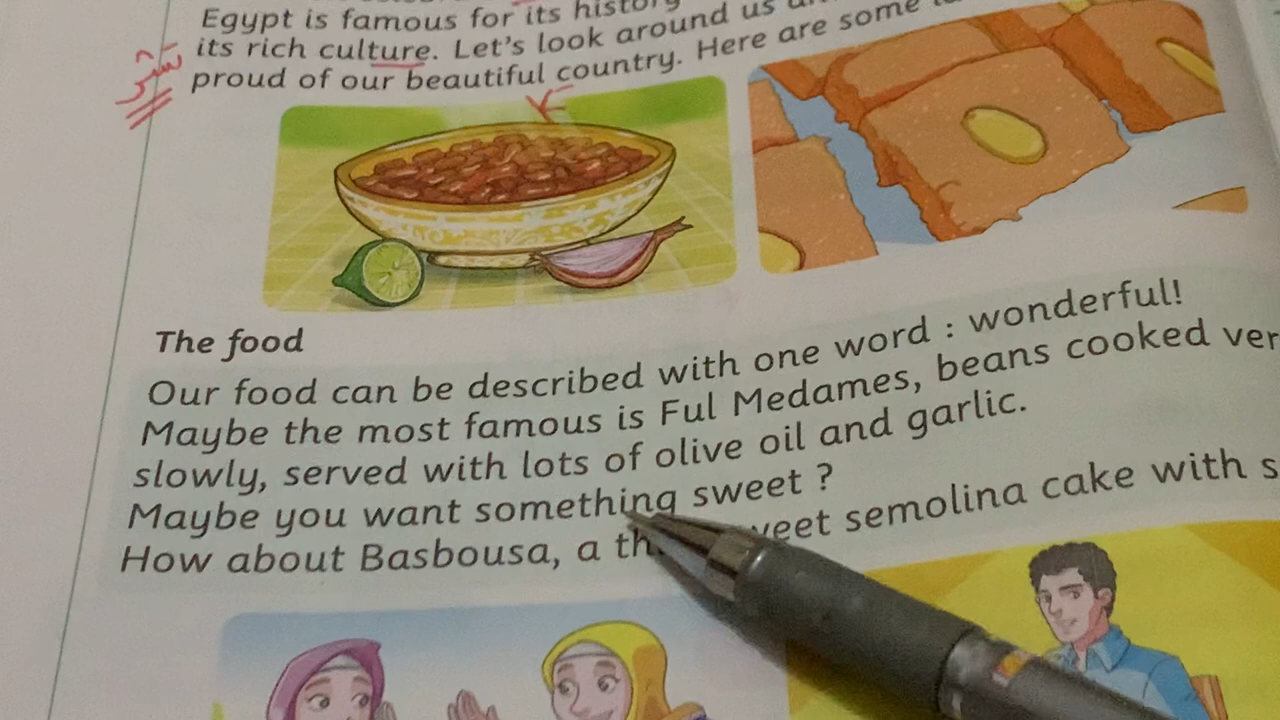 Egypt is famous for its history
its rich culture. Let's look around us
proud of our beautiful country. Here are some
The food
Our food can be described with one word : wonderful!
Maybe the most famous is Ful Medames, beans cooked
slowly, served with lots of olive oil and garlic.
Maybe you want something sweet ?
How about Basbousa, a semolina cake with